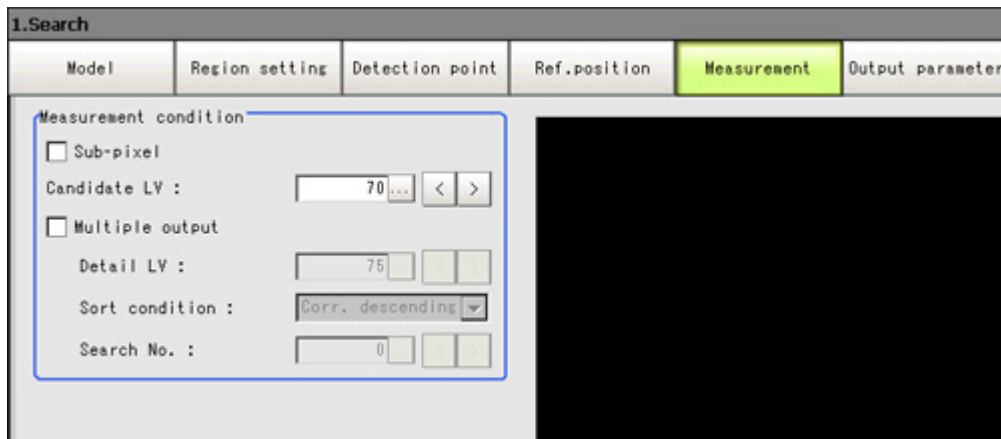 1.Search
Model Region setting Detection point Ref.position Measurement Output parameter
Measurement condition
Sub-pixel
Candidate LV : 70 ... < >
Multiple output
Detail LV : 75 < >
Sort condition : Corr. descending
Search No. : 0 < >